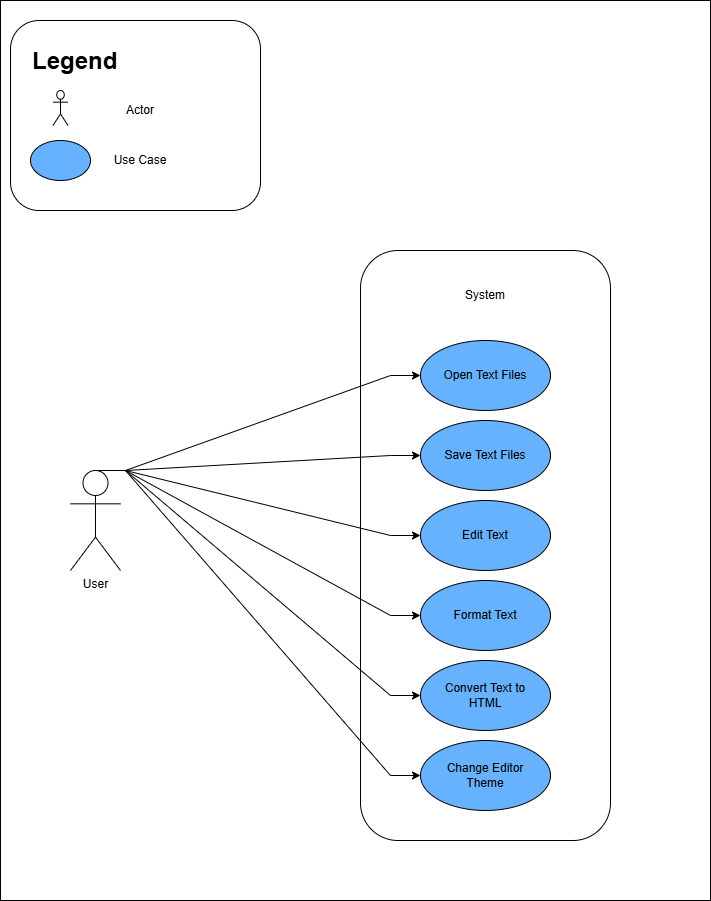 Legend
Actor
Use Case
System
Open Text Files
Save Text Files
Edit Text
User
Format Text
Convert Text to
HTML
Change Editor
Theme